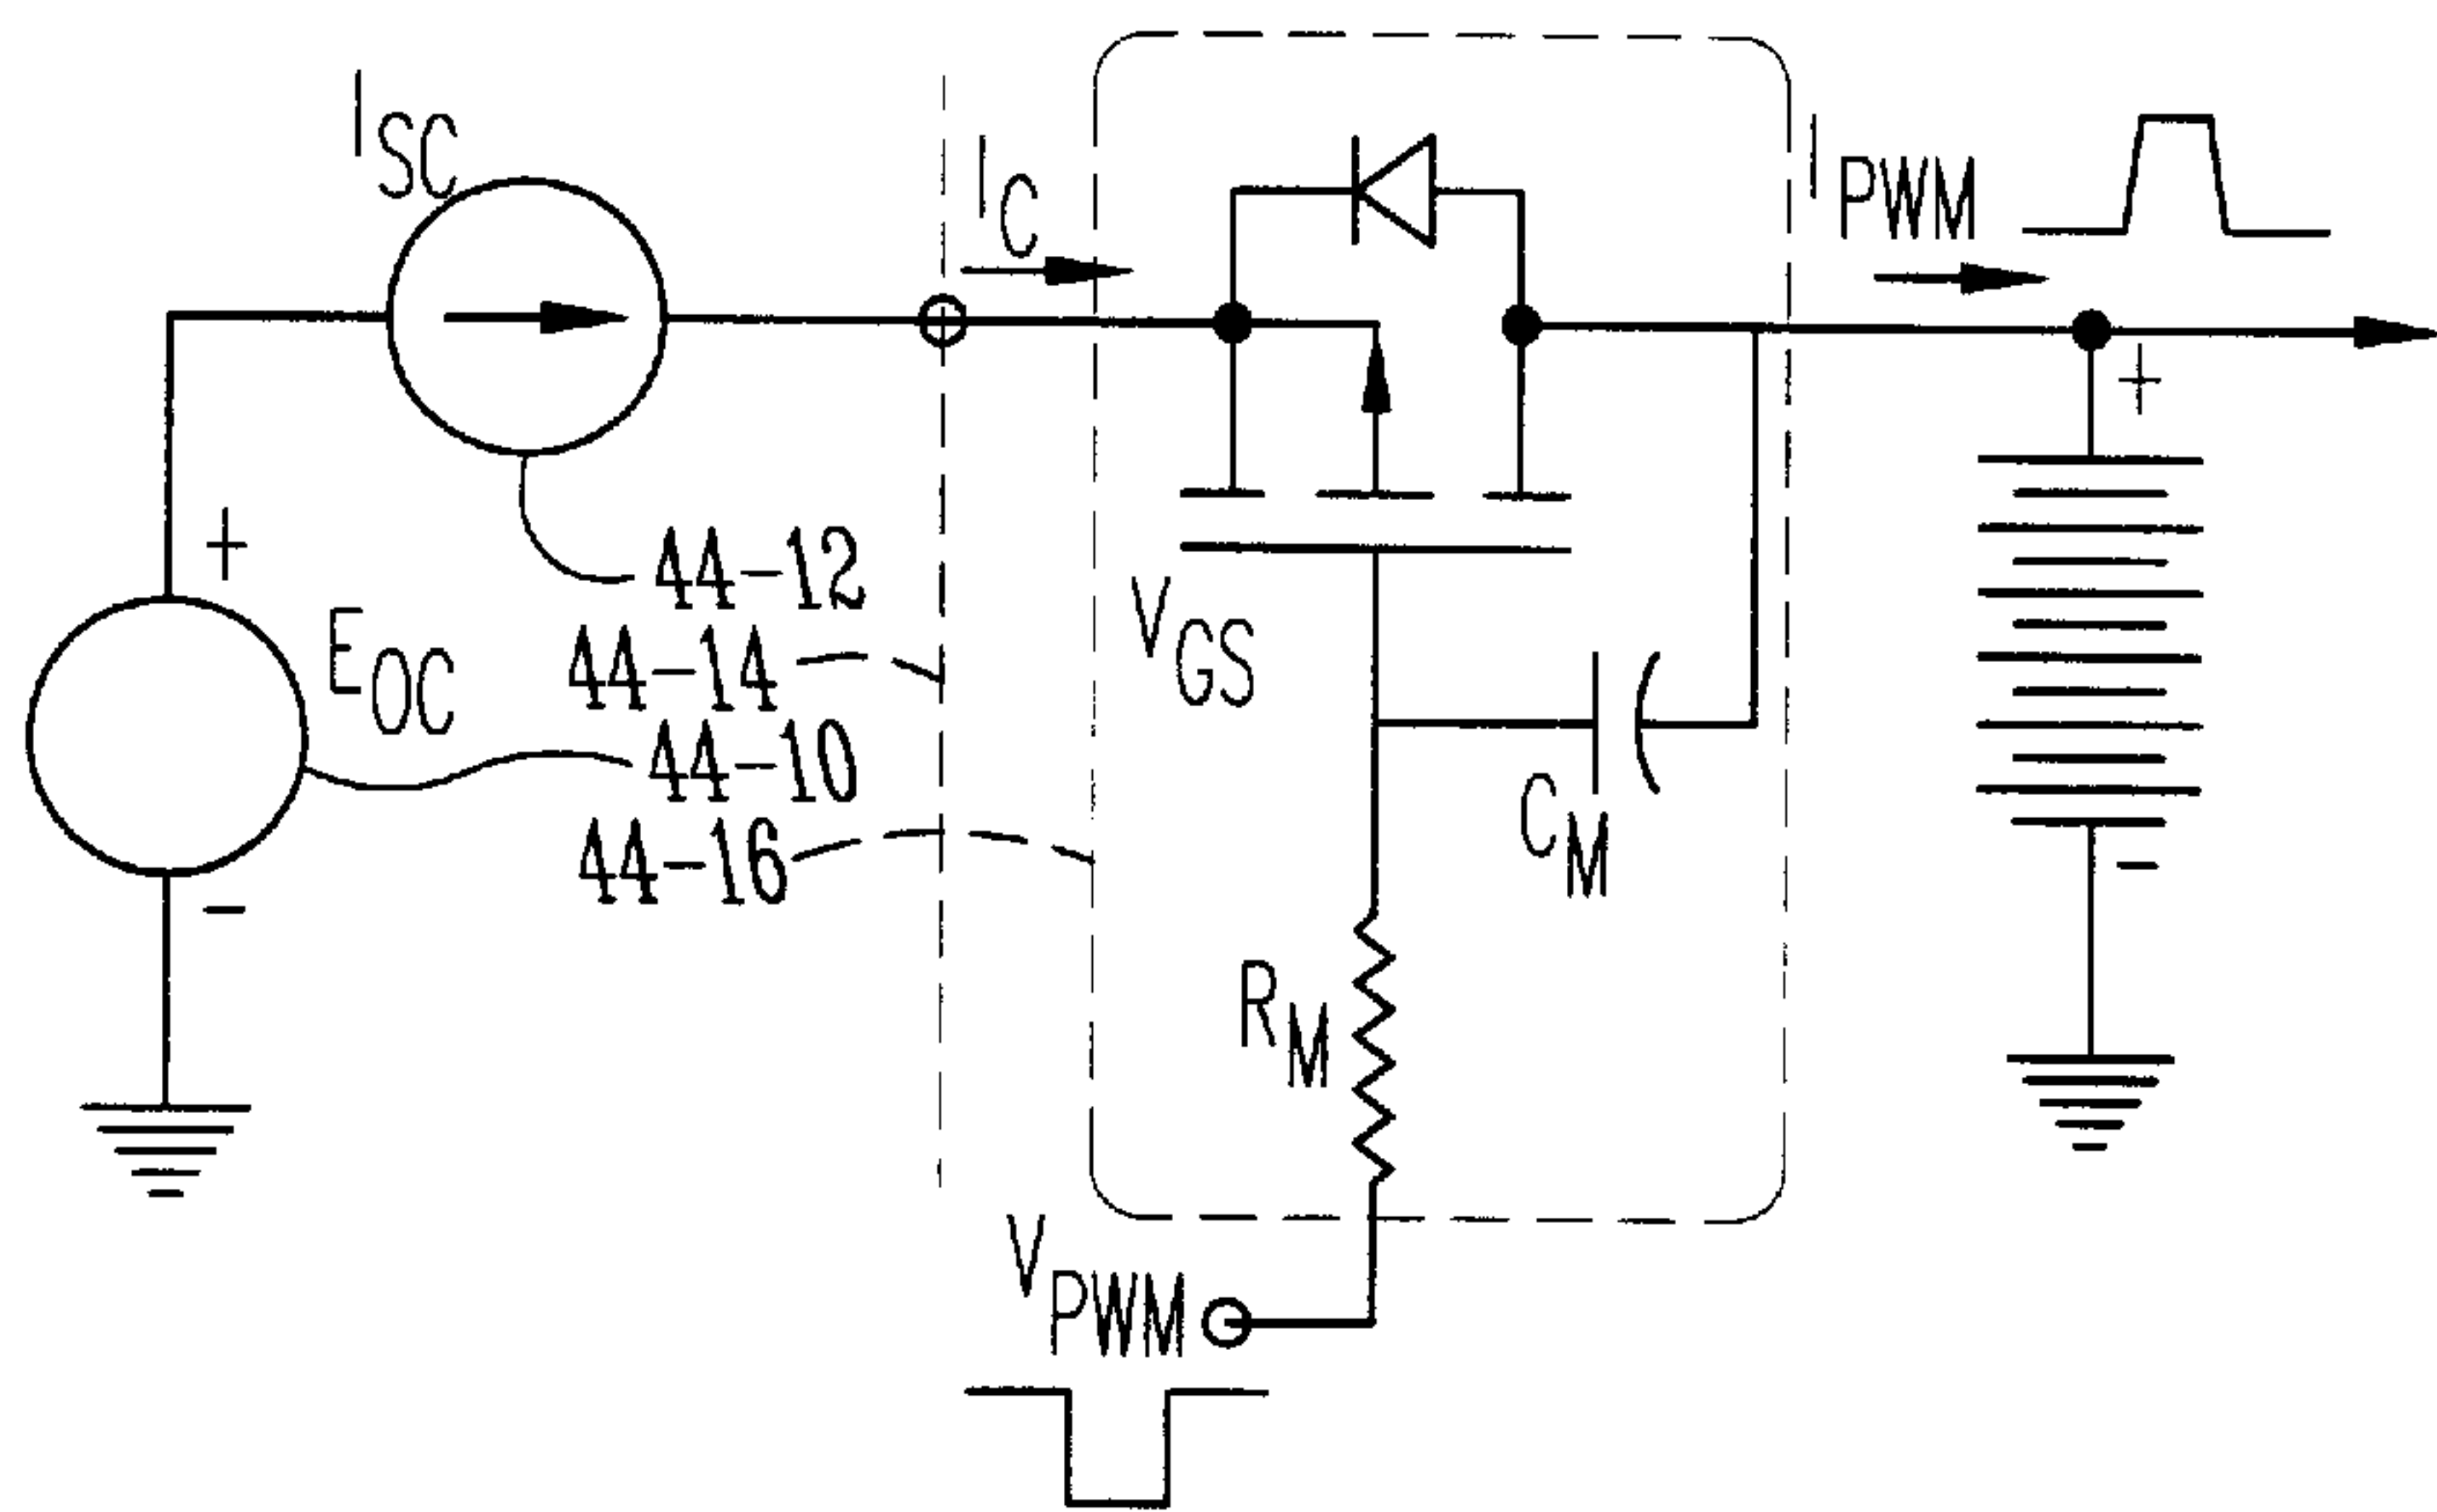 I_SC
I_C
I_PWM
+
+
44-12
E_OC
V_GS
44-14
44-10
C_M
44-16
-
-
R_M
V_PWM